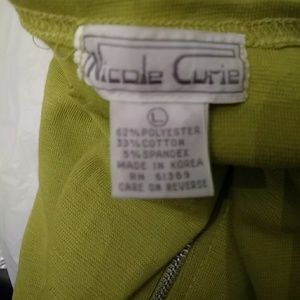 Nicole Curie
L
62% POLYESTER
33% COTTON
5% SPANDEX
MADE IN KOREA
RN 61369
CARE ON REVERSE